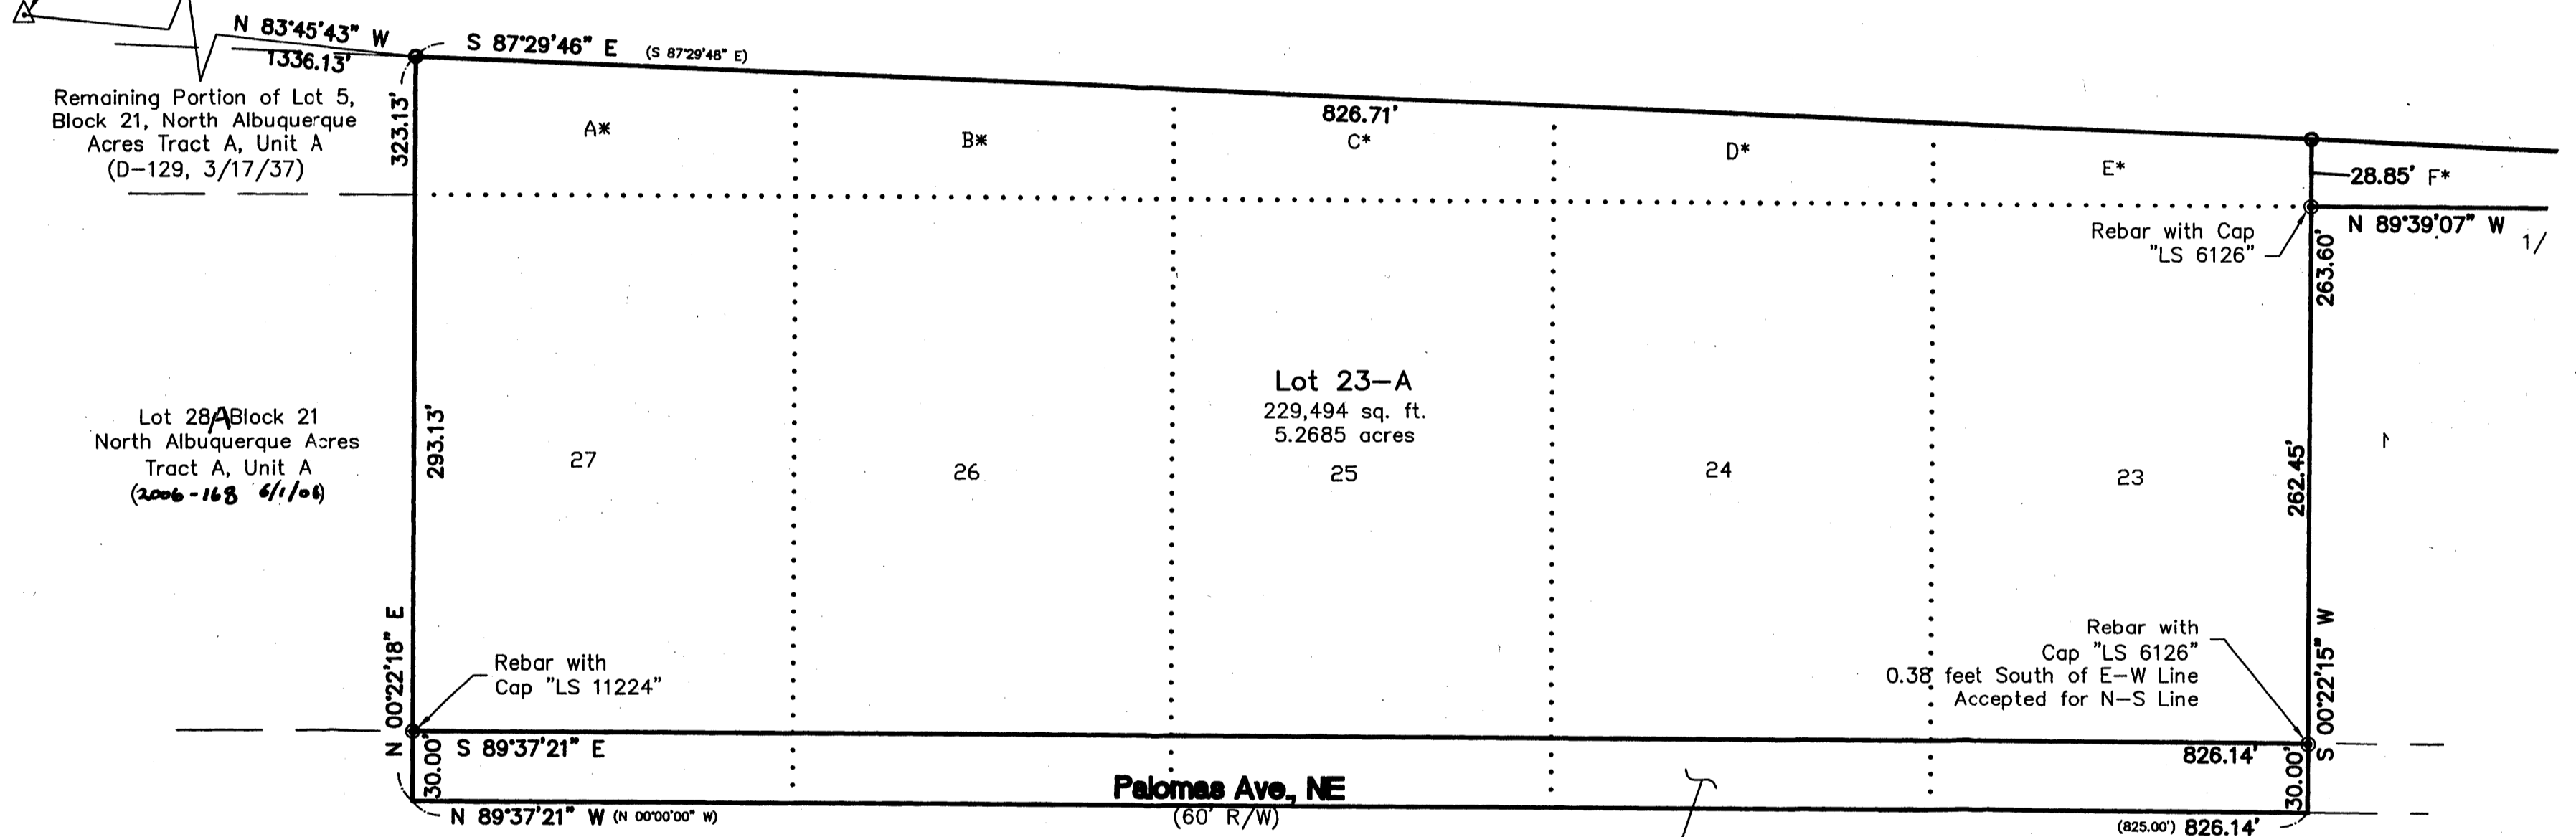 N 83°45'43" W
1336.13'
S 87°29'46" E (S 87°29'48" E)
Remaining Portion of Lot 5,
Block 21, North Albuquerque
Acres Tract A, Unit A
(D-129, 3/17/37)
323.13'
A*
B*
826.71'
C*
D*
E*
28.85' F*
N 89°39'07" W
1/
Rebar with Cap
"LS 6126"
263.60'
Lot 28A Block 21
North Albuquerque Acres
Tract A, Unit A
(2006-168 6/1/06)
293.13'
27
26
Lot 23-A
229,494 sq. ft.
5.2685 acres
25
24
23
262.45'
N 00°22'18" E
Rebar with
Cap "LS 11224"
Rebar with
Cap "LS 6126"
0.38 feet South of E-W Line
Accepted for N-S Line
S 00°22'15" W
S 89°37'21" E
826.14'
30.00'
30.00'
Palomas Ave., NE
(60' R/W)
N 89°37'21" W (N 00°00'00" W)
(825.00') 826.14'